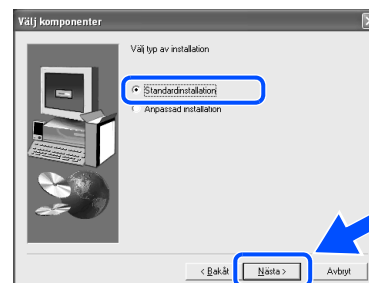 Välj komponenter
Välj typ av installation
Standardinstallation
Anpassad installation
< Bakåt
Nästa >
Avbryt